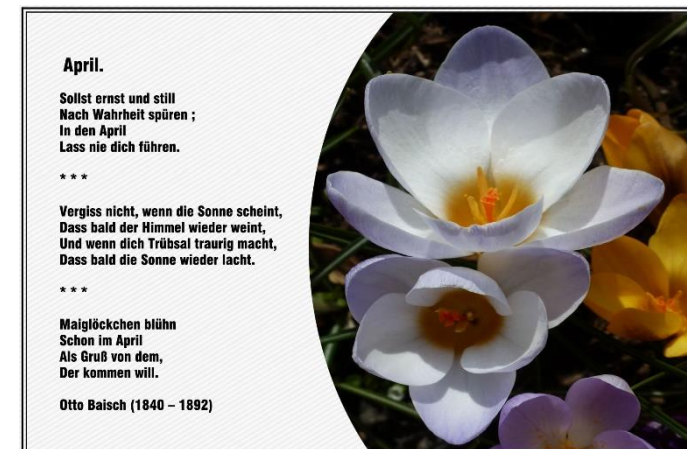 April.
Sollst ernst und still
Nach Wahrheit spüren ;
In den April
Lass nie dich führen.
* * *
Vergiss nicht, wenn die Sonne scheint,
Dass bald der Himmel wieder weint,
Und wenn dich Trübsal traurig macht,
Dass bald die Sonne wieder lacht.
* * *
Maiglöckchen blühn
Schon im April
Als Gruß von dem,
Der kommen will.
Otto Baisch (1840 – 1892)